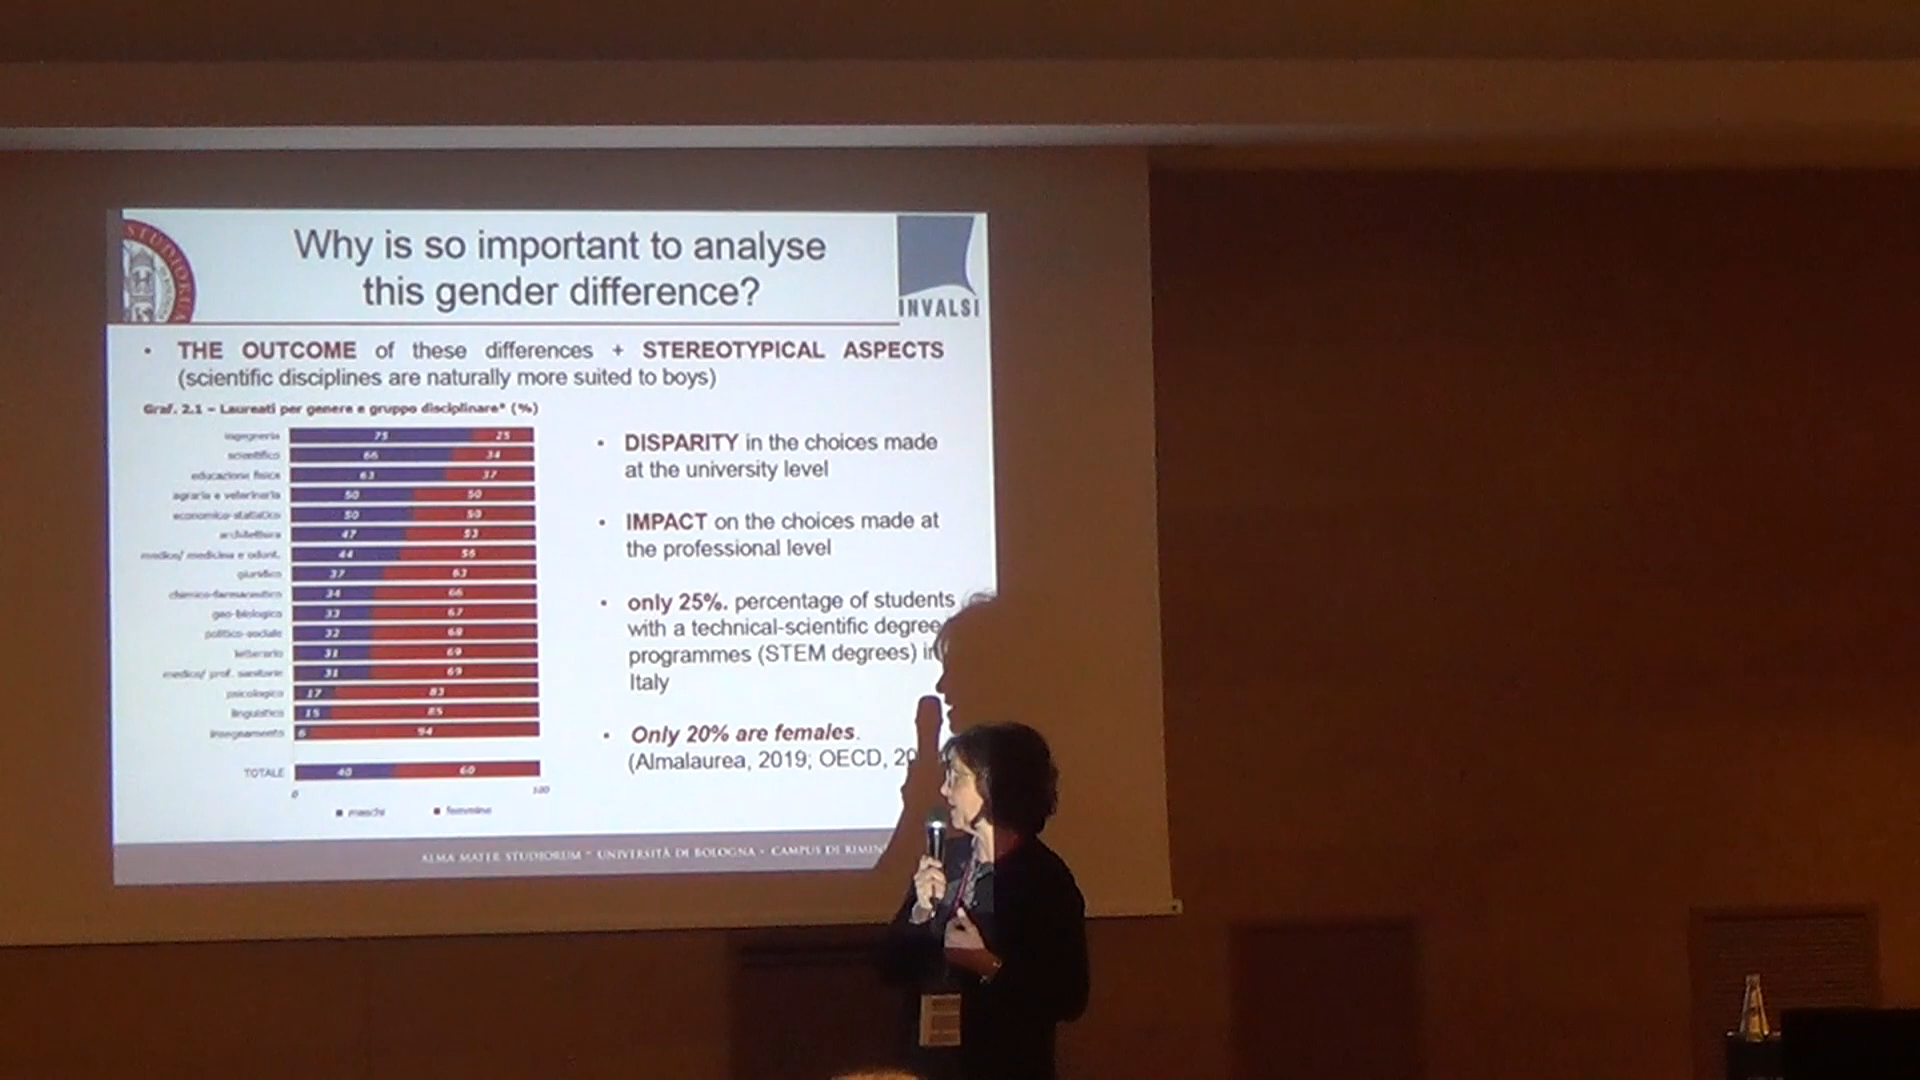 Why is so important to analyse
this gender difference?
STUDIORUM
INVALSI
• THE OUTCOME of these differences + STEREOTYPICAL ASPECTS
(scientific disciplines are naturally more suited to boys)
Graf. 2.1 – Laureati per genere e gruppo disciplinare* (%)
ingegneria 75 25
scientifico 66 34
educazione fisica 63 37
agraria e veterinaria 50 50
economico-statistico 50 50
architettura 47 53
medico/ medicina e odont. 44 56
giuridico 37 63
chimico-farmaceutico 34 66
geo-biologico 33 67
politico-sociale 32 68
letterario 31 69
medico/ prof. sanitarie 31 69
psicologico 17 83
linguistico 15 85
insegnamento 6 94
TOTALE 40 60
0 100
maschi femmine
• DISPARITY in the choices made
at the university level
• IMPACT on the choices made at
the professional level
• only 25%. percentage of students
with a technical-scientific degree
programmes (STEM degrees) in
Italy
• Only 20% are females.
(Almalaurea, 2019; OECD, 20
ALMA MATER STUDIORUM ~ UNIVERSITÀ DI BOLOGNA - CAMPUS DI RIMIN